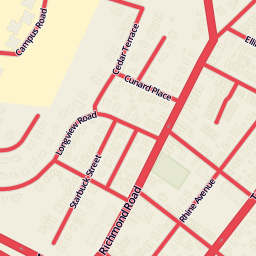 Campus Road
Cedar Terrace
Cunard Place
Longview Road
Starbuck Street
Rhine Avenue
Richmond Road